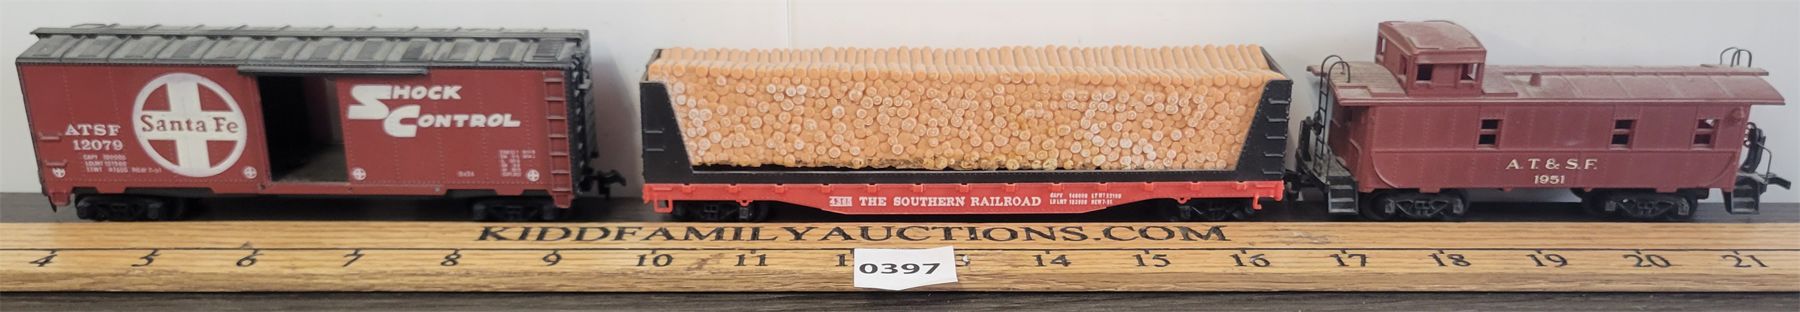 Santa Fe
ATSF
12079
SHOCK
CONTROL
THE SOUTHERN RAILROAD
A.T. & S.F.
1951
KIDDFAMILYAUCTIONS.COM
4 5 6 7 8 9 10 11 14 15 16 17 18 19 20 21
0397